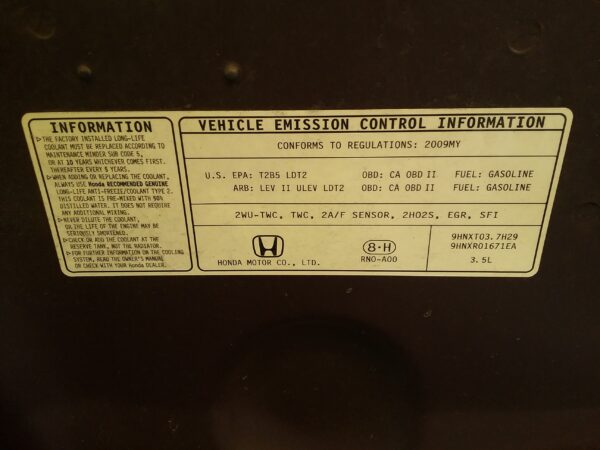 INFORMATION
▷THE FACTORY INSTALLED LONG-LIFE
COOLANT MUST BE REPLACED ACCORDING TO
MAINTENANCE MINDER SUB CODE 5,
OR AT 10 YEARS WHICHEVER COMES FIRST,
THEREAFTER EVERY 5 YEARS.
▷WHEN ADDING OR REPLACING THE COOLANT,
ALWAYS USE Honda RECOMMENDED GENUINE
LONG-LIFE ANTI-FREEZE/COOLANT TYPE 2.
THIS COOLANT IS PRE-MIXED WITH 50%
DISTILLED WATER. IT DOES NOT REQUIRE
ANY ADDITIONAL MIXING.
▷NEVER DILUTE THE COOLANT,
OR THE LIFE OF THE ENGINE MAY BE
SERIOUSLY SHORTENED.
▷CHECK OR ADD THE COOLANT AT THE
RESERVE TANK, NOT THE RADIATOR.
▷FOR FURTHER INFORMATION ON THE COOLING
SYSTEM, READ THE OWNER'S MANUAL
OR CHECK WITH YOUR Honda DEALER.
VEHICLE EMISSION CONTROL INFORMATION
CONFORMS TO REGULATIONS: 2009MY
U.S. EPA: T2B5 LDT2 OBD: CA OBD II FUEL: GASOLINE
ARB: LEV II ULEV LDT2 OBD: CA OBD II FUEL: GASOLINE
2WU-TWC, TWC, 2A/F SENSOR, 2HO2S, EGR, SFI
HONDA MOTOR CO., LTD.
8-H
RN0-A00
9HNXT03.7H29
9HNXR0167IEA
3.5L